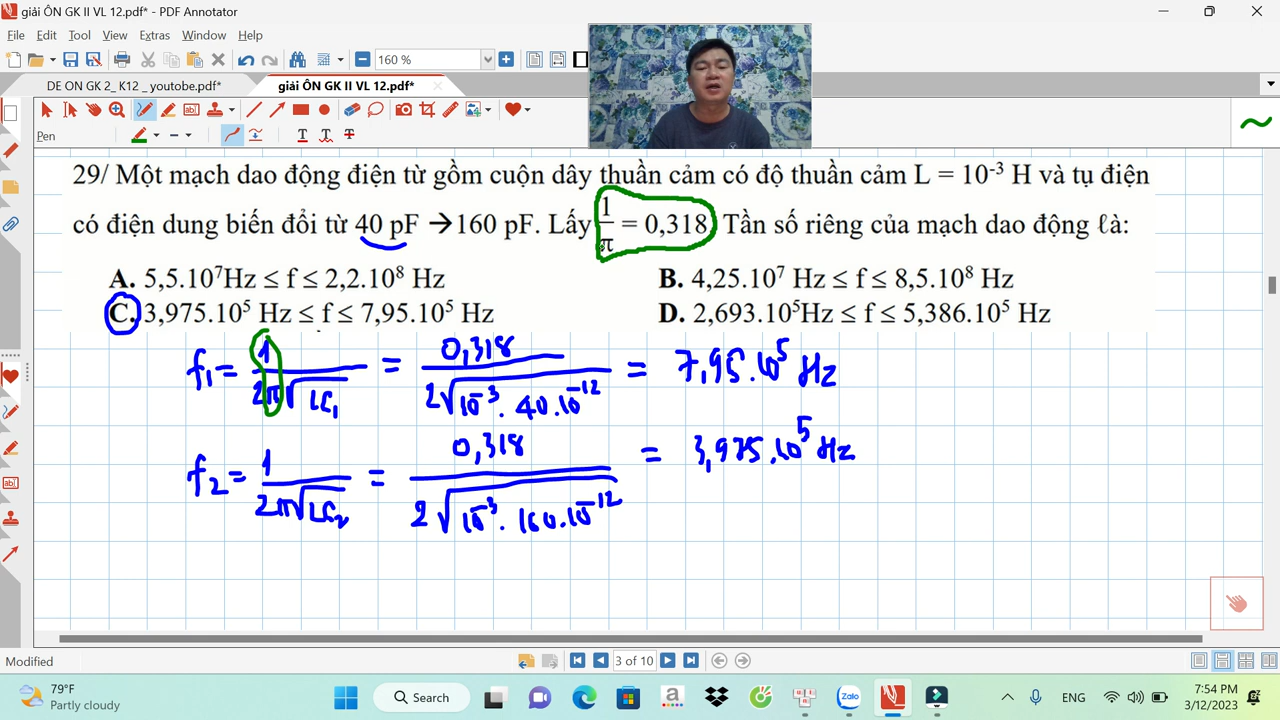 giải ÔN GK II VL 12.pdf* - PDF Annotator
File Edit Tool View Extras Window Help
160 %
DE ON GK 2_ K12 _ youtube.pdf*
giải ÔN GK II VL 12.pdf*
Pen
29/ Một mạch dao động điện từ gồm cuộn dây thuần cảm có độ thuần cảm L = 10⁻³ H và tụ điện
có điện dung biến đổi từ 40 pF →160 pF. Lấy 1/π = 0,318 Tần số riêng của mạch dao động ℓà:
A. 5,5.10⁷Hz ≤ f ≤ 2,2.10⁸ Hz
B. 4,25.10⁷ Hz ≤ f ≤ 8,5.10⁸ Hz
C. 3,975.10⁵ Hz ≤ f ≤ 7,95.10⁵ Hz
D. 2,693.10⁵Hz ≤ f ≤ 5,386.10⁵ Hz
f₁ = 1/(2π√(LC₁)) = 0,318/(2√(10⁻³. 40.10⁻¹²)) = 7,95.10⁵ Hz
f₂ = 1/(2π√(LC₂)) = 0,318/(2√(10⁻³. 160.10⁻¹²)) = 3,975.10⁵ Hz
3 of 10
Modified
79°F
Partly cloudy
Search
a
Zalo
ENG
7:54 PM
3/12/2023